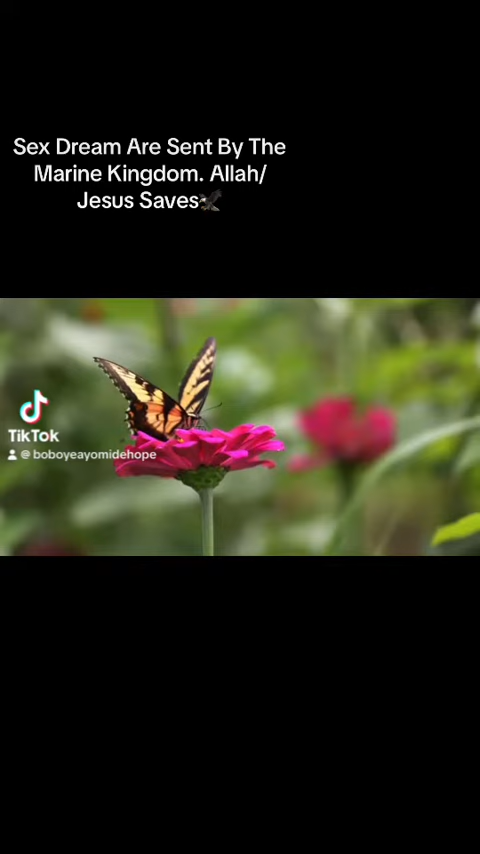 Sex Dream Are Sent By The
Marine Kingdom. Allah/
Jesus Saves🦅
TikTok
@boboyeayomidehope